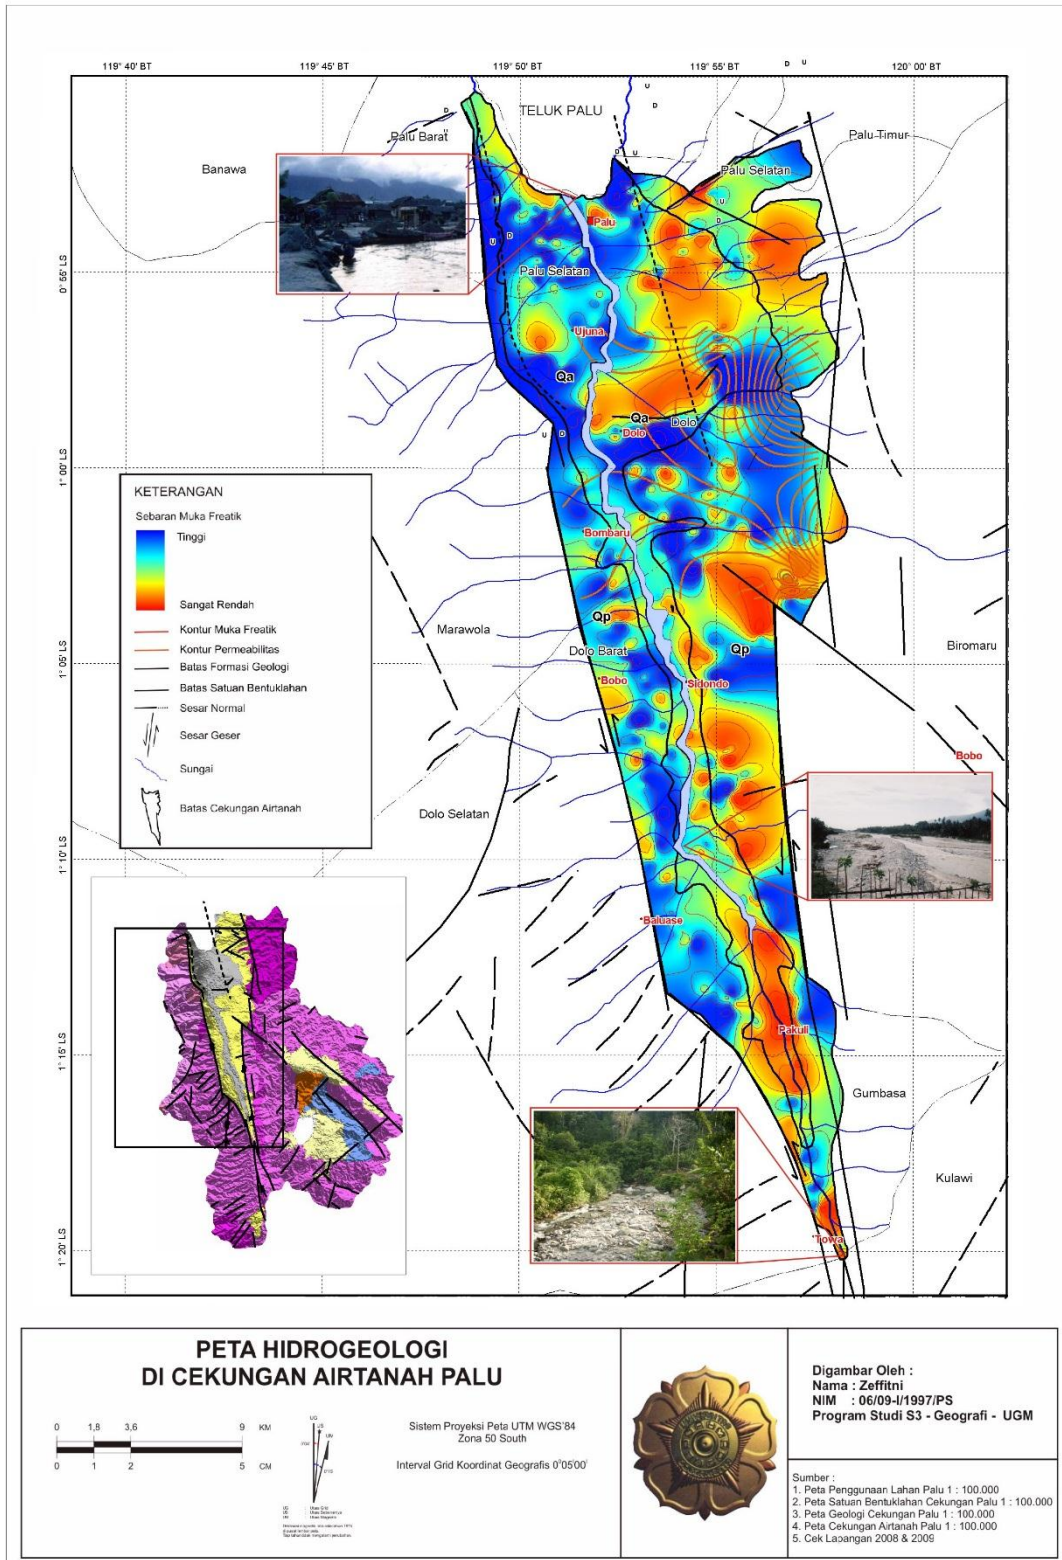 119° 40' BT
119° 45' BT
119° 50' BT
119° 55' BT
120° 00' BT
D U
U
D
TELUK PALU
D
U
Palu Barat
Palu Timur
Banawa
D U
Palu Selatan
U
D
Palu
0° 55' LS
U D
Palu Selatan
Ujuna
Qa
Qa
Dolo
Dolo
U D
1° 00' LS
Bombaru
Qp
Marawola
Dolo Barat
Qp
Biromaru
1° 05' LS
Bobo
Sidondo
Bobo
Dolo Selatan
1° 10' LS
Baluase
Pakuli
1° 15' LS
Gumbasa
Kulawi
Towa
1° 20' LS
KETERANGAN
Sebaran Muka Freatik
Tinggi
Sangat Rendah
Kontur Muka Freatik
Kontur Permeabilitas
Batas Formasi Geologi
Batas Satuan Bentuklahan
Sesar Normal
Sesar Geser
Sungai
Batas Cekungan Airtanah
PETA HIDROGEOLOGI
DI CEKUNGAN AIRTANAH PALU
0 1,8 3,6 9 KM
0 1 2 5 CM
Sistem Proyeksi Peta UTM WGS'84
Zona 50 South
Interval Grid Koordinat Geografis 0°05'00'
Digambar Oleh :
Nama : Zeffitni
NIM : 06/09-I/1997/PS
Program Studi S3 - Geografi - UGM
Sumber :
1. Peta Penggunaan Lahan Palu 1 : 100.000
2. Peta Satuan Bentuklahan Cekungan Palu 1 : 100.000
3. Peta Geologi Cekungan Palu 1 : 100.000
4. Peta Cekungan Airtanah Palu 1 : 100.000
5. Cek Lapangan 2008 & 2009